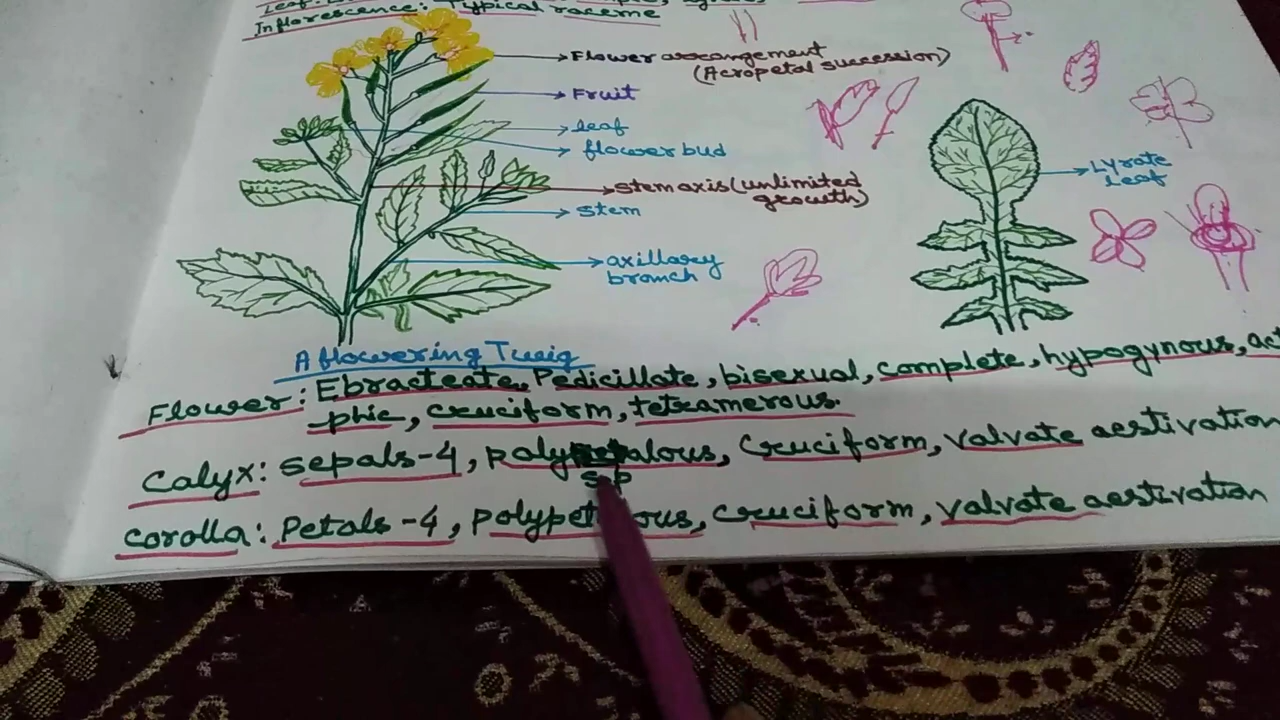 Inflorescence: Typical raceme
Flower arrangement
(Acropetal succession)
Fruit
leaf
flower bud
stem axis (unlimited
growth)
stem
axillary
branch
Lyrate
leaf
A flowering Twig
Flower: Ebracteate, Pedicillate, bisexual, complete, hypogynous, act
phic, cruciform, tetramerous.
Calyx: sepals-4, polysepalous, Cruciform, valvate aestivation
Corolla: Petals-4, polypetalous, cruciform, valvate aestivation